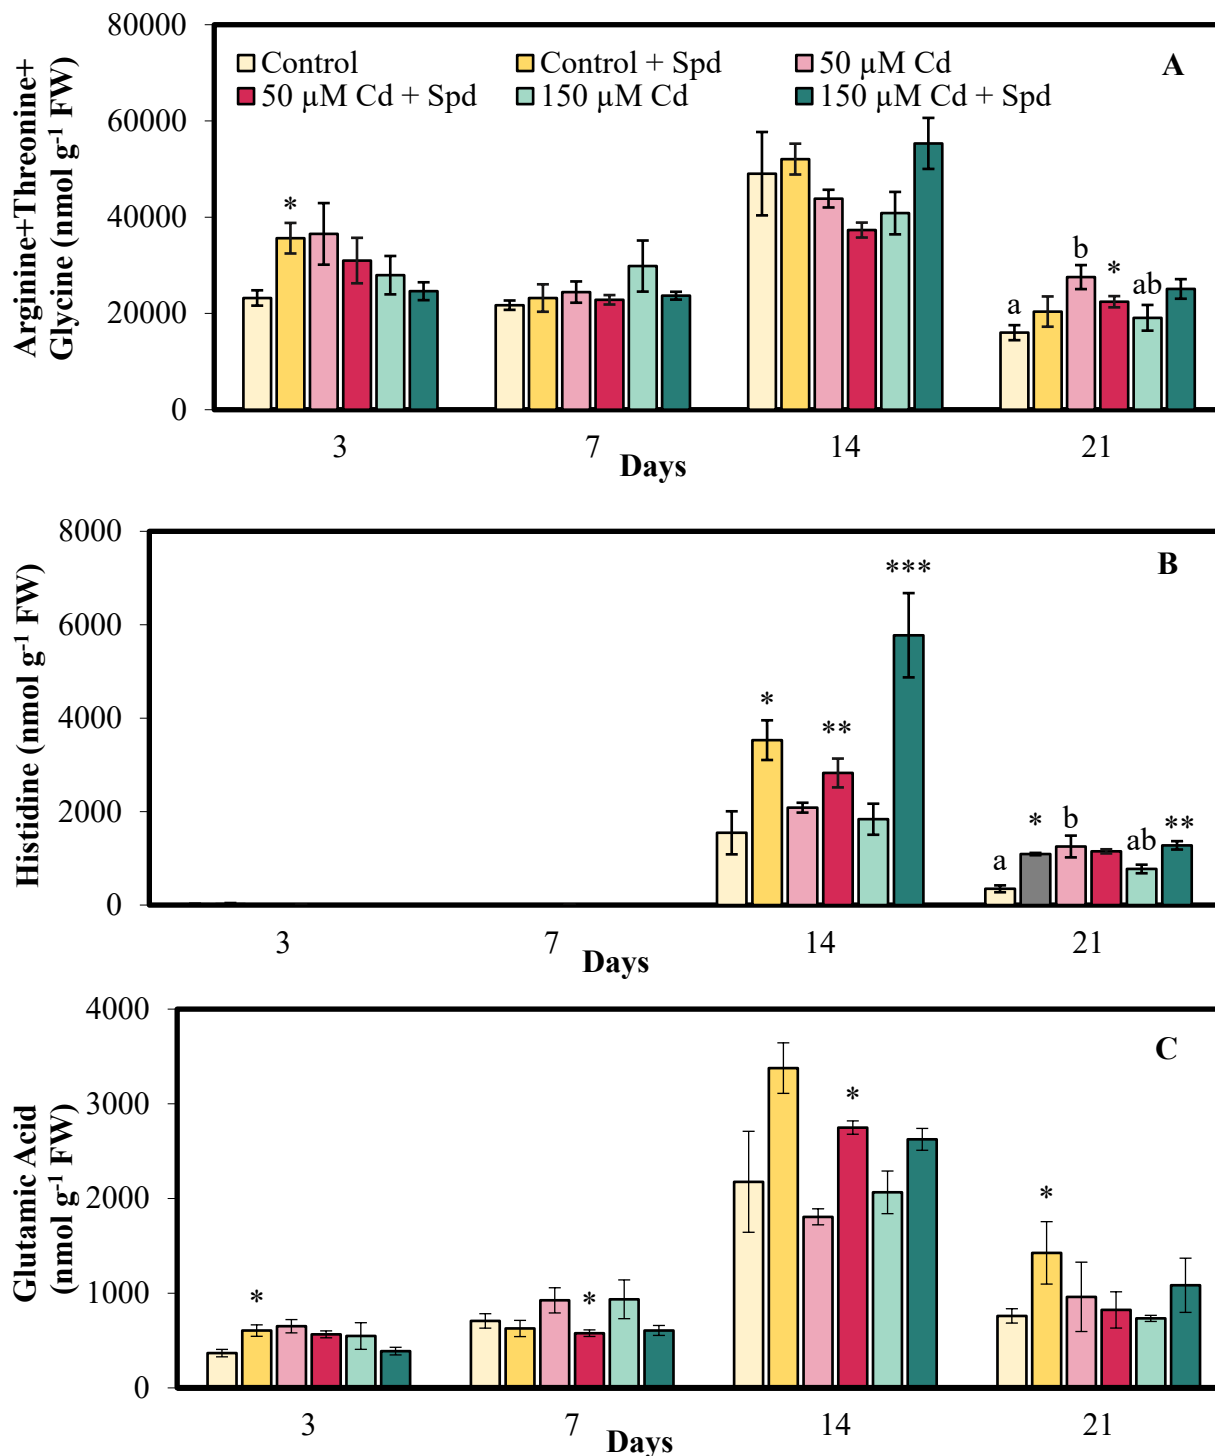 80000
60000
40000
20000
0
Arginine+Threonine+
Glycine (nmol g⁻¹ FW)
Control
Control + Spd
50 µM Cd
50 µM Cd + Spd
150 µM Cd
150 µM Cd + Spd
A
*
a
b
*
ab
3
7
14
21
Days
8000
6000
4000
2000
0
Histidine (nmol g⁻¹ FW)
B
*
**
***
a
*
b
ab
**
3
7
14
21
Days
4000
3000
2000
1000
0
Glutamic Acid
(nmol g⁻¹ FW)
C
*
*
*
*
3
7
14
21
Days